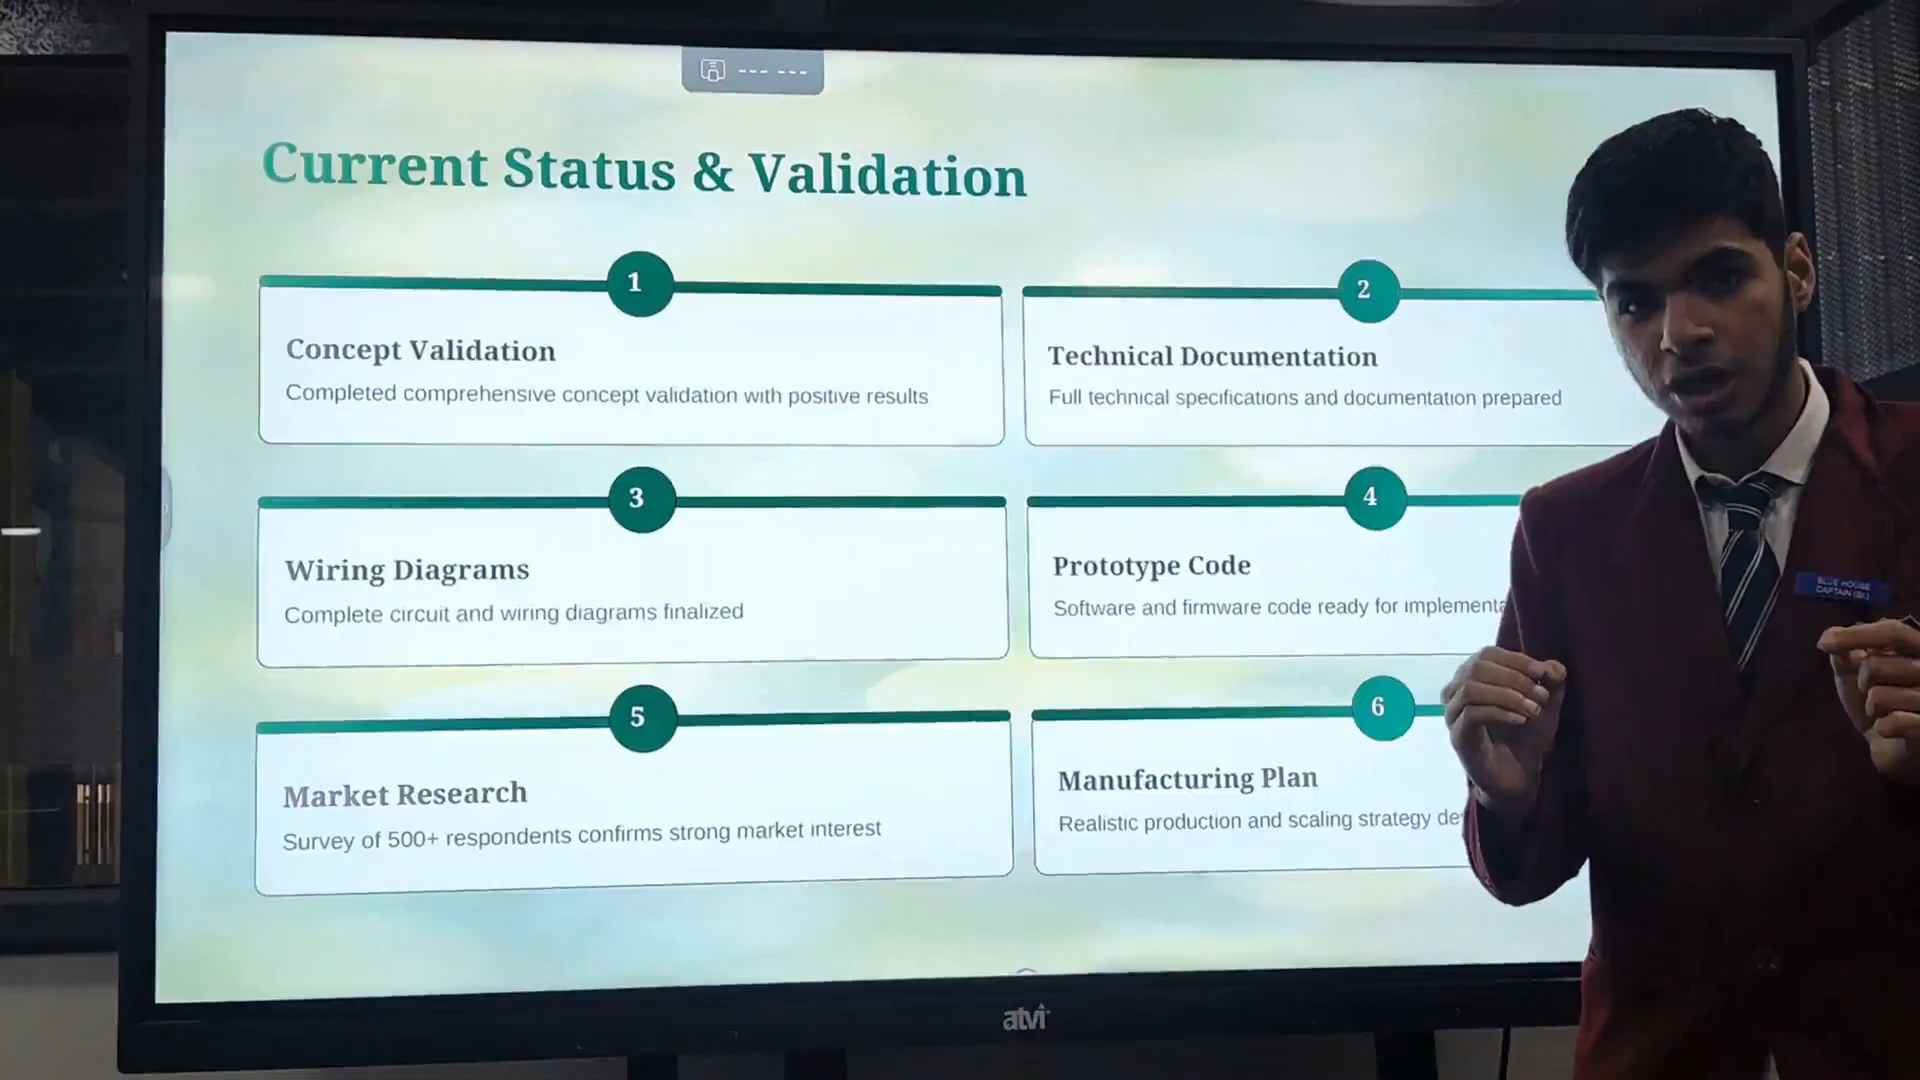 Current Status & Validation
1
Concept Validation
Completed comprehensive concept validation with positive results
2
Technical Documentation
Full technical specifications and documentation prepared
3
Wiring Diagrams
Complete circuit and wiring diagrams finalized
4
Prototype Code
Software and firmware code ready for
5
Market Research
Survey of 500+ respondents confirms strong market interest
6
Manufacturing Plan
Realistic production and scaling strategy
BLUE HOUSE
CAPTAIN
atvi